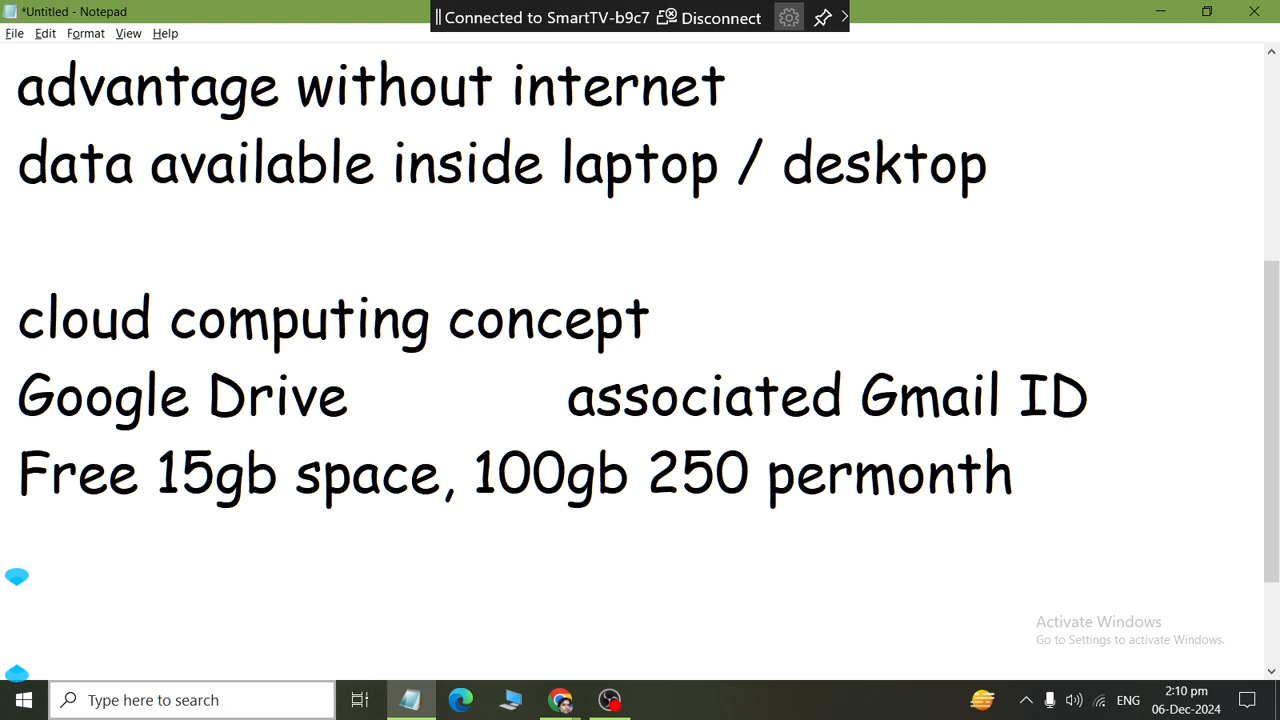 *Untitled - Notepad
Connected to SmartTV-b9c7 Disconnect
File Edit Format View Help
advantage without internet
data available inside laptop / desktop
cloud computing concept
Google Drive associated Gmail ID
Free 15gb space, 100gb 250 permonth
Activate Windows
Go to Settings to activate Windows.
Type here to search
ENG
2:10 pm
06-Dec-2024